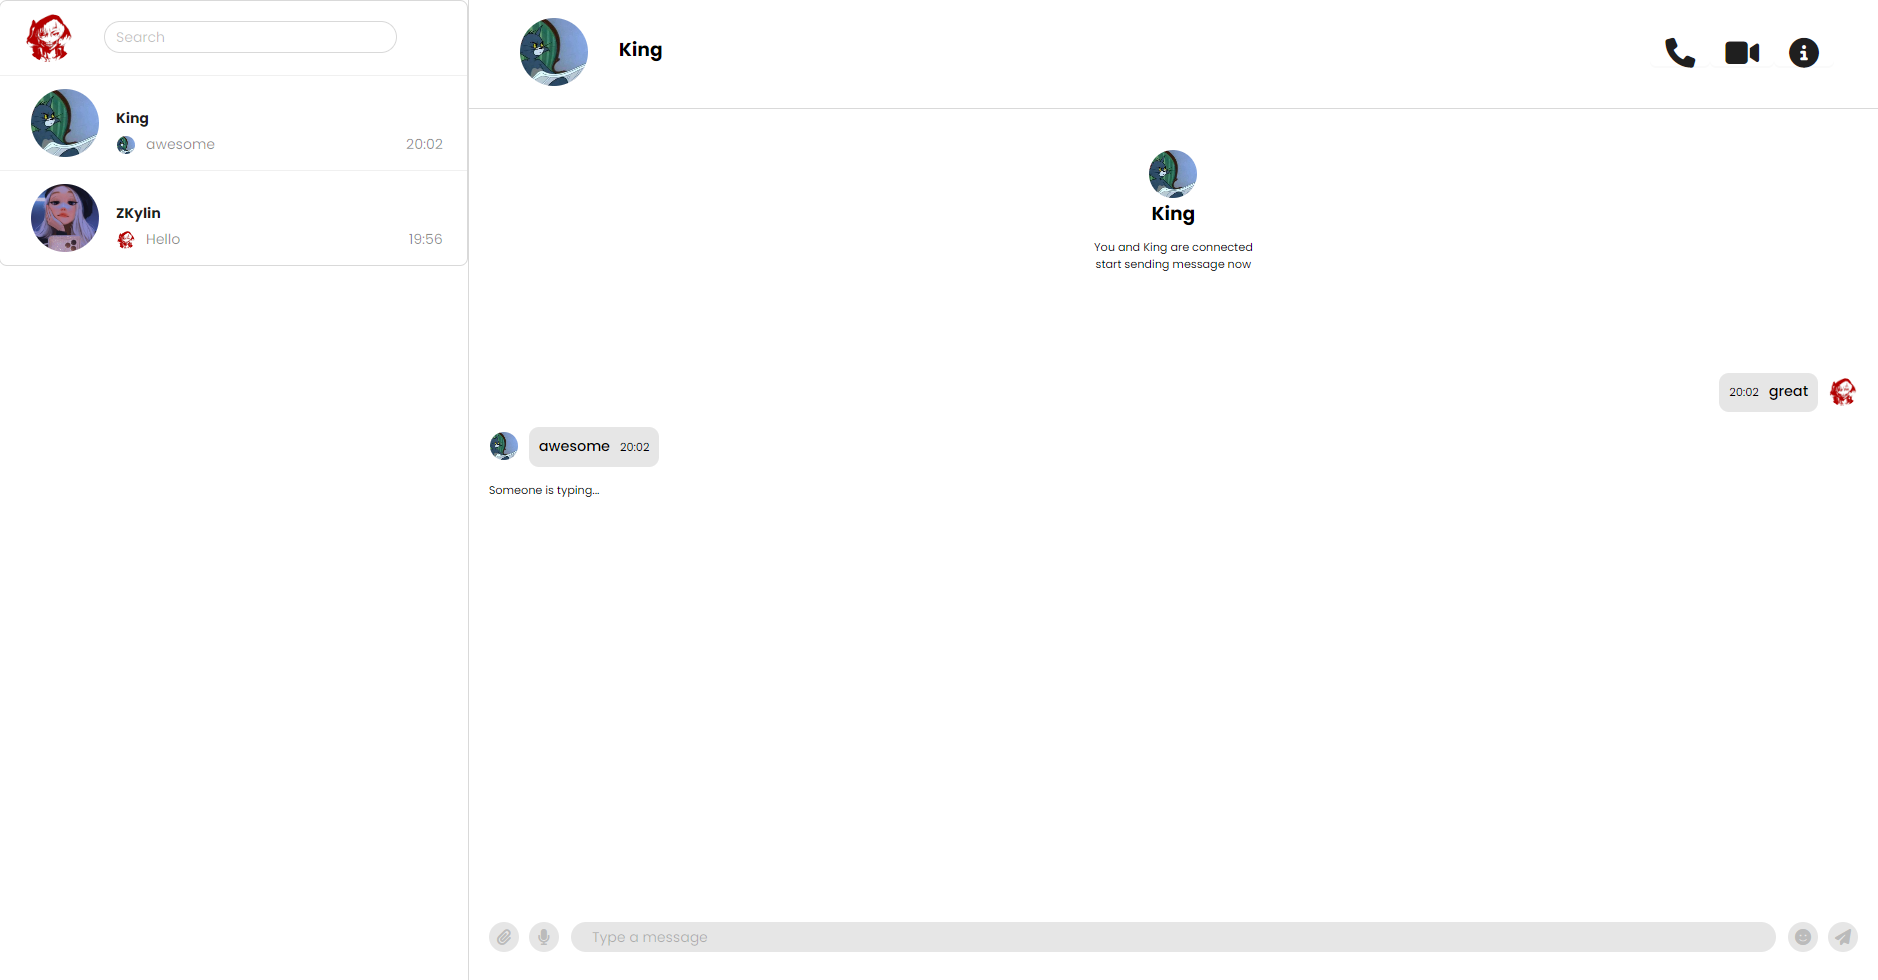 Search
King
awesome 20:02
ZKylin
Hello 19:56
King
King
You and King are connected
start sending message now
20:02 great
awesome 20:02
Someone is typing...
Type a message